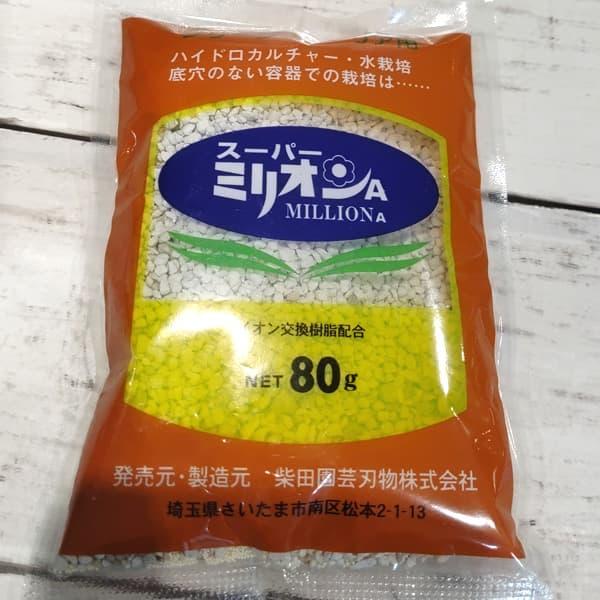 ハイドロカルチャー・水栽培
底穴のない容器での栽培は……
スーパー
ミリオンA
MILLION A
イオン交換樹脂配合
NET 80g
発売元・製造元 柴田園芸刃物株式会社
埼玉県さいたま市南区松本2-1-13